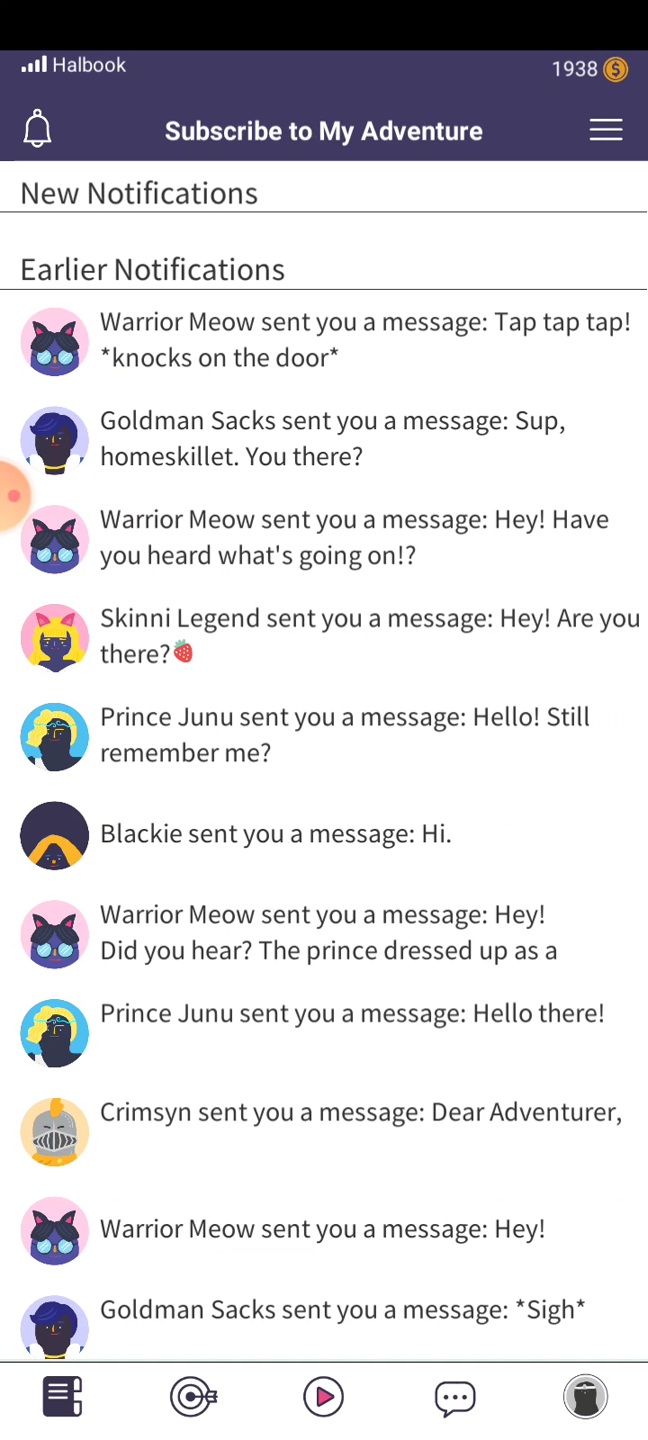 Halbook
1938
Subscribe to My Adventure
New Notifications
Earlier Notifications
Warrior Meow sent you a message: Tap tap tap!
*knocks on the door*
Goldman Sacks sent you a message: Sup,
homeskillet. You there?
Warrior Meow sent you a message: Hey! Have
you heard what's going on!?
Skinni Legend sent you a message: Hey! Are you
there?🍓
Prince Junu sent you a message: Hello! Still
remember me?
Blackie sent you a message: Hi.
Warrior Meow sent you a message: Hey!
Did you hear? The prince dressed up as a
Prince Junu sent you a message: Hello there!
Crimsyn sent you a message: Dear Adventurer,
Warrior Meow sent you a message: Hey!
Goldman Sacks sent you a message: *Sigh*